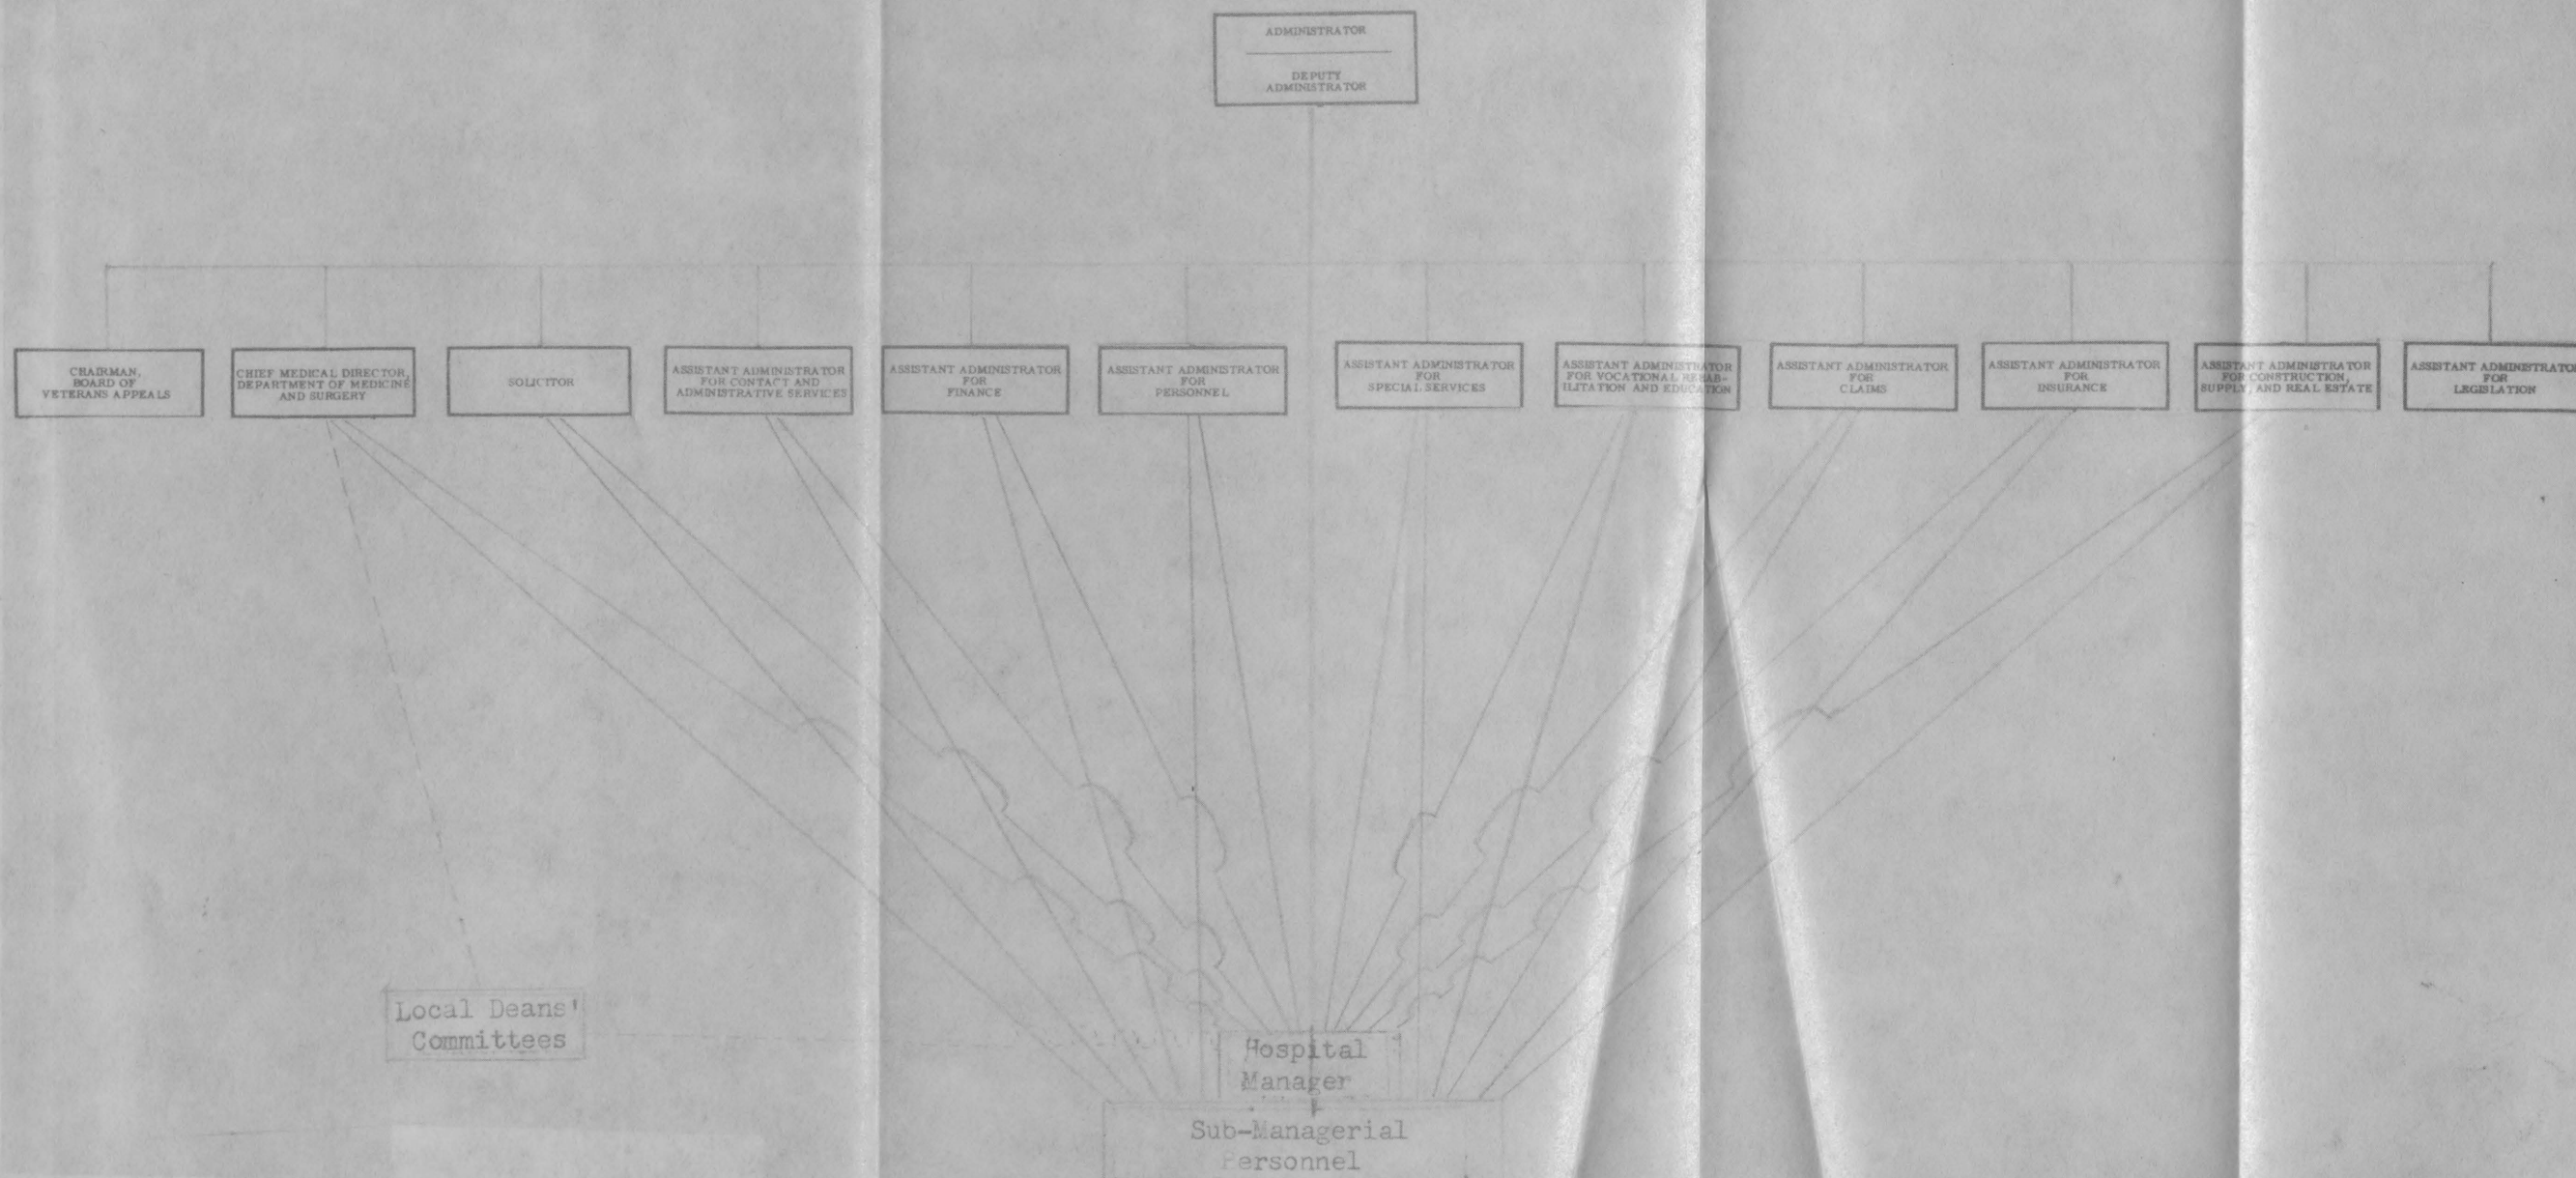 ADMINISTRATOR
DEPUTY
ADMINISTRATOR
CHAIRMAN,
BOARD OF
VETERANS APPEALS
CHIEF MEDICAL DIRECTOR,
DEPARTMENT OF MEDICINE
AND SURGERY
SOLICITOR
ASSISTANT ADMINISTRATOR
FOR CONTACT AND
ADMINISTRATIVE SERVICES
ASSISTANT ADMINISTRATOR
FOR
FINANCE
ASSISTANT ADMINISTRATOR
FOR
PERSONNEL
ASSISTANT ADMINISTRATOR
FOR
SPECIAL SERVICES
ASSISTANT ADMINISTRATOR
FOR VOCATIONAL REHAB-
ILITATION AND EDUCATION
ASSISTANT ADMINISTRATOR
FOR
CLAIMS
ASSISTANT ADMINISTRATOR
FOR
INSURANCE
ASSISTANT ADMINISTRATOR
FOR CONSTRUCTION,
SUPPLY, AND REAL ESTATE
ASSISTANT ADMINISTRATO
FOR
LEGISLATION
Local Deans'
Committees
Hospital
Manager
Sub-Managerial
Personnel